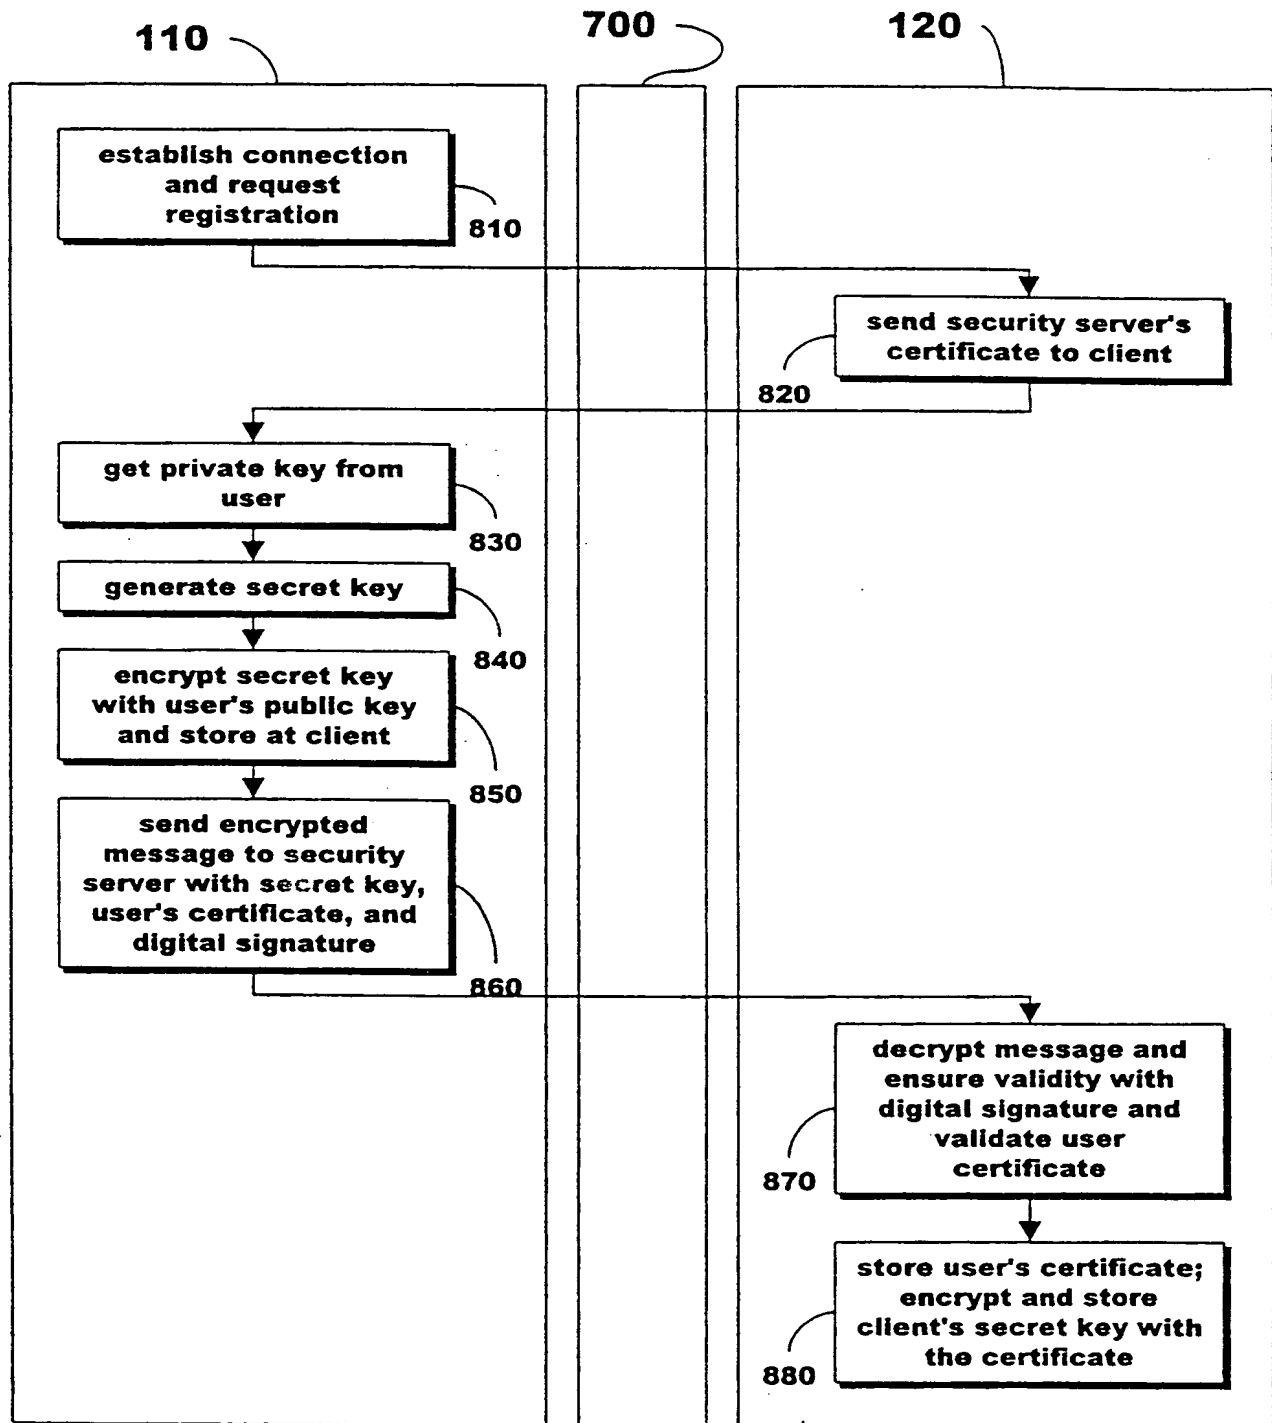 110
700
120
establish connection
and request
registration
810
send security server's
certificate to client
820
get private key from
user
830
generate secret key
840
encrypt secret key
with user's public key
and store at client
850
send encrypted
message to security
server with secret key,
user's certificate, and
digital signature
860
decrypt message and
ensure validity with
digital signature and
validate user
certificate
870
store user's certificate;
encrypt and store
client's secret key with
the certificate
880